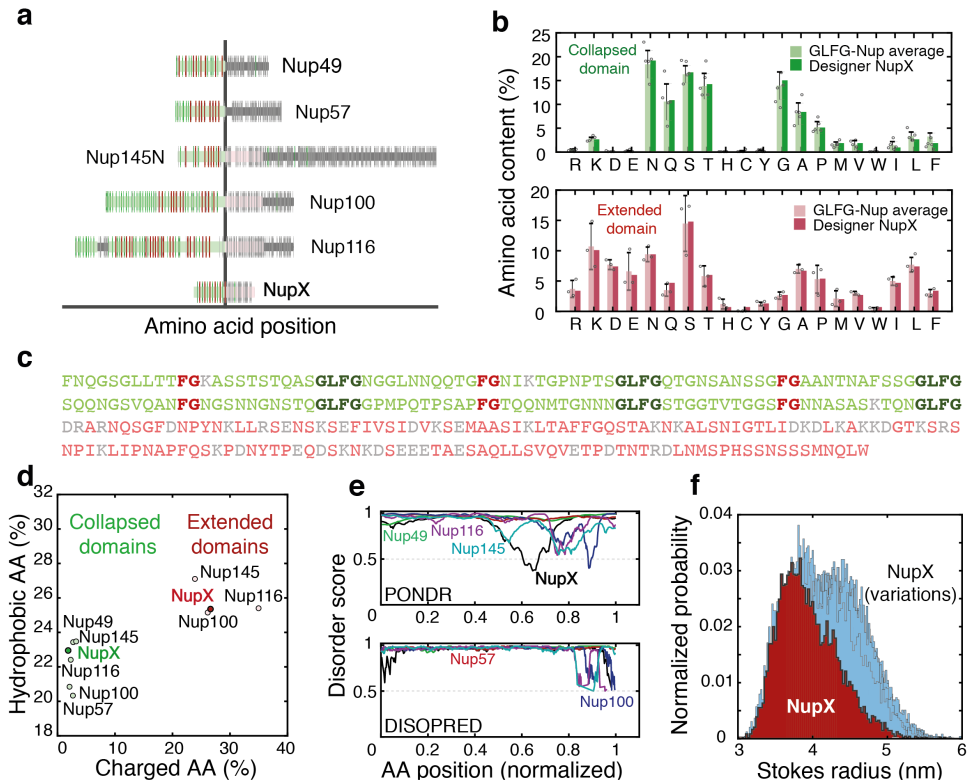 a
Nup49
Nup57
Nup145N
Nup100
Nup116
NupX
Amino acid position
b
Amino acid content (%)
25
20
15
10
5
0
Collapsed
domain
GLFG-Nup average
Designer NupX
R K D E N Q S T H C Y G A P M V W I L F
20
15
10
5
0
Extended
domain
GLFG-Nup average
Designer NupX
R K D E N Q S T H C Y G A P M V W I L F
c
FNQGSGLLTTFGKASSTSTQASGLFGNGGLNNQQTGFGNIKTGPNPTSGLFGQTGNSANSSGFGAANTNAFSSGGLFG
SQQNGSVQANFGNGSNNGNSTQGLFGGPMPQTPSAPFGTQQNMTGNNNGLFGSTGGTVTGGSFGNNASASKTQNGLFG
DRARNQSGFDNPYNKLLRSENSKSEFIVSIDVKSEMAASIKLTAFFGQSTAKNKALSNIGTLIDKDLKAKKDGTKSRS
NPIKLIPNAPFQSKPDNYTPEQDSKNKDSEEETAESAQLLSVQVETPDTNTRDLNMSPHSSNSSSMNQLW
d
Hydrophobic AA (%)
32
30
28
26
24
22
20
18
Collapsed
domains
Extended
domains
Nup145
NupX
Nup116
Nup100
Nup49
Nup145
NupX
Nup116
Nup100
Nup57
0 10 20 30 40
Charged AA (%)
e
Disorder score
1
0.5
0
Nup49
Nup116
Nup145
NupX
PONDR
1
0.5
Nup57
Nup100
DISOPRED
0 0.2 0.4 0.6 0.8 1
AA position (normalized)
f
Normalized probability
0.04
0.03
0.02
0.01
0
NupX
(variations)
NupX
3 4 5 6
Stokes radius (nm)